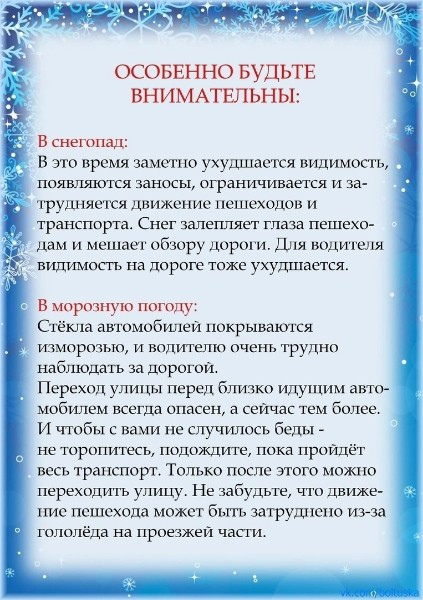 ОСОБЕННО БУДЬТЕ
ВНИМАТЕЛЬНЫ:
В снегопад:
В это время заметно ухудшается видимость,
появляются заносы, ограничивается и за-
трудняется движение пешеходов и
транспорта. Снег залепляет глаза пешехо-
дам и мешает обзору дороги. Для водителя
видимость на дороге тоже ухудшается.
В морозную погоду:
Стёкла автомобилей покрываются
изморозью, и водителю очень трудно
наблюдать за дорогой.
Переход улицы перед близко идущим авто-
мобилем всегда опасен, а сейчас тем более.
И чтобы с вами не случилось беды -
не торопитесь, подождите, пока пройдёт
весь транспорт. Только после этого можно
переходить улицу. Не забудьте, что движе-
ние пешехода может быть затруднено из-за
гололёда на проезжей части.